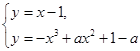 y = x − 1,
y = −x³ + ax² + 1 − a